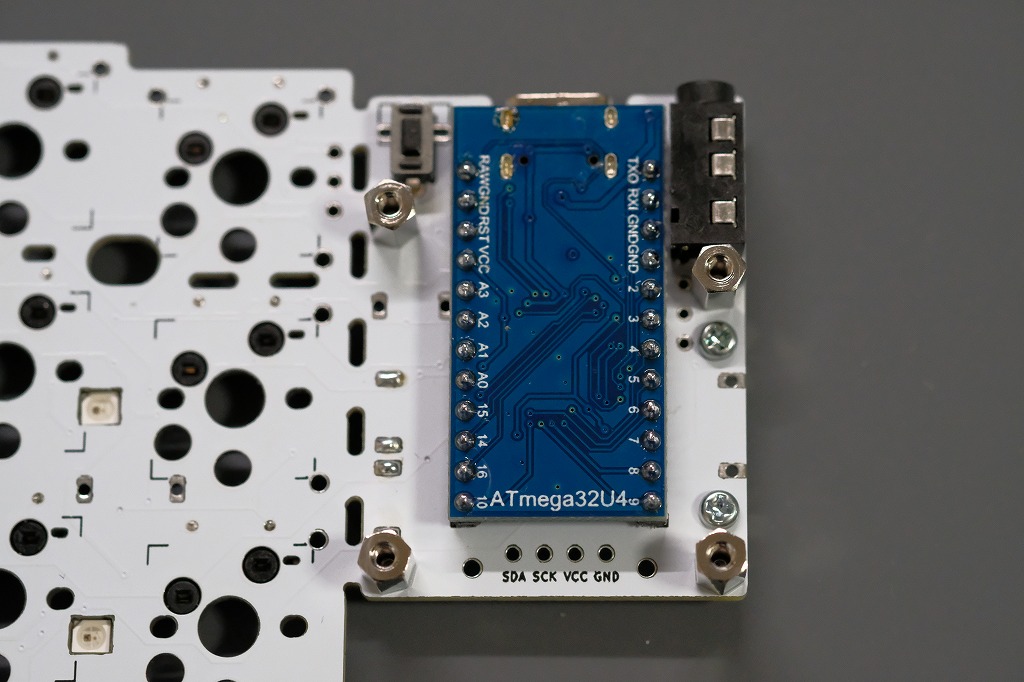 RAW
GND
RST
VCC
A3
A2
A1
A0
15
14
16
10
TXO
RXI
GND
GND
2
3
4
5
6
7
8
9
ATmega32U4
SDA SCK VCC GND